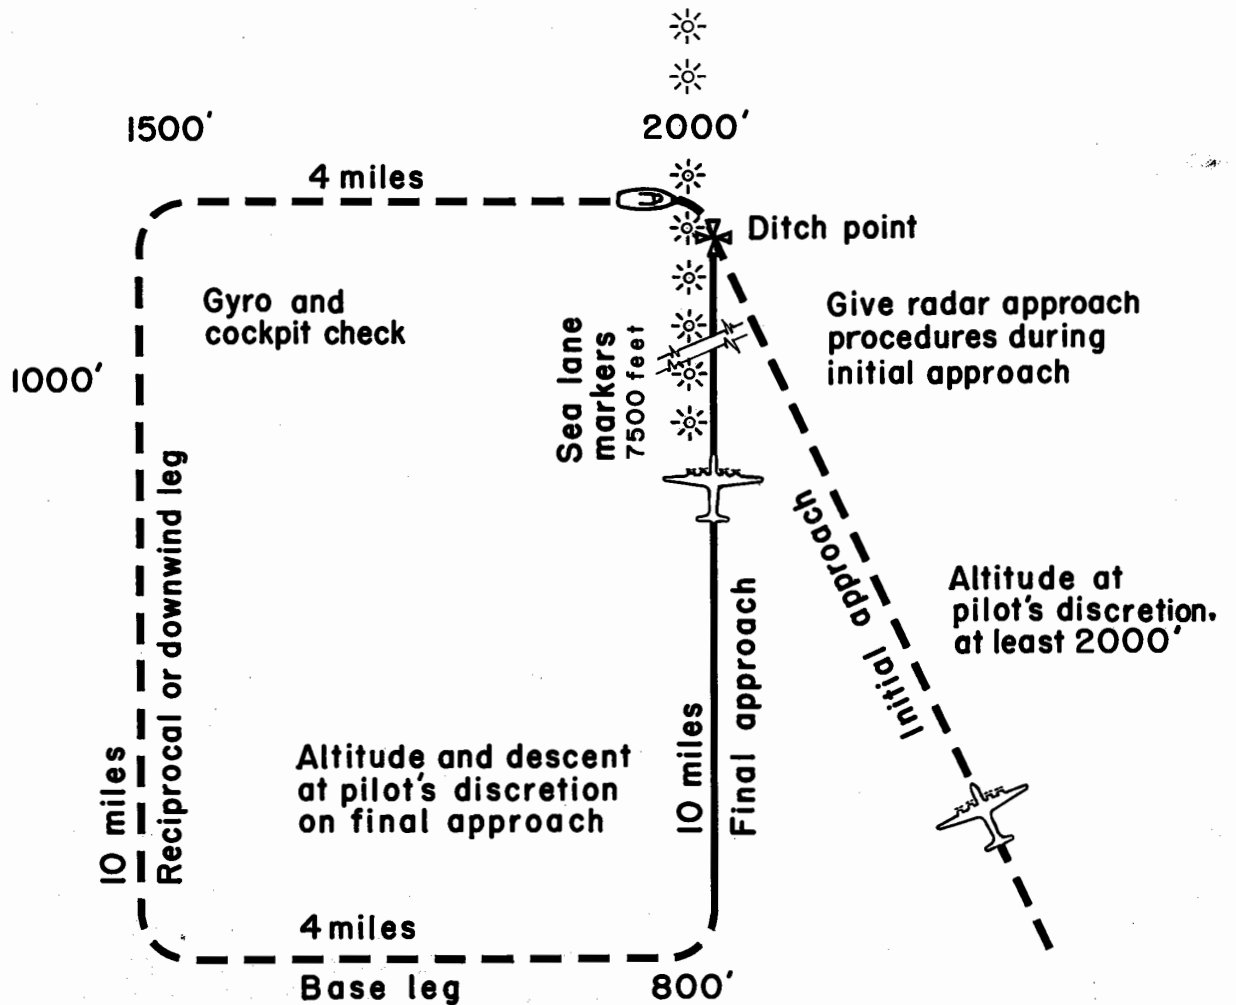 1500'
2000'
4 miles
Ditch point
Gyro and
cockpit check
Give radar approach
procedures during
initial approach
1000'
Sea lane
markers
7500 feet
Reciprocal or downwind leg
10 miles
Initial approach
Altitude at
pilot's discretion.
at least 2000'
Altitude and descent
at pilot's discretion
on final approach
10 miles
Final approach
4 miles
Base leg
800'